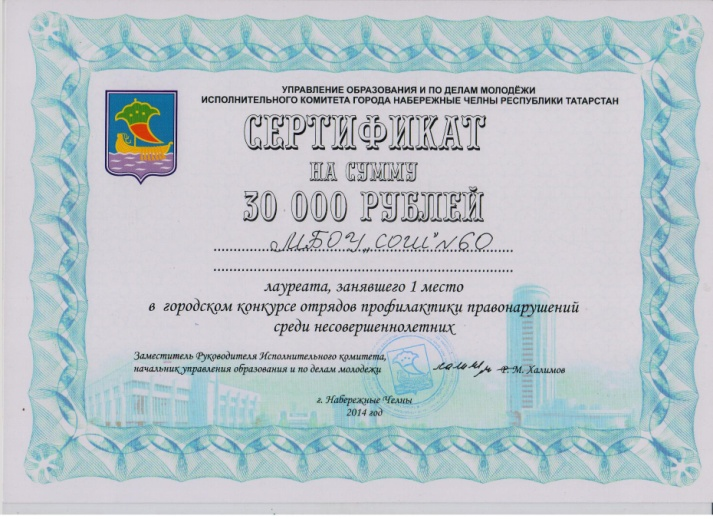 УПРАВЛЕНИЕ ОБРАЗОВАНИЯ И ПО ДЕЛАМ МОЛОДЁЖИ
ИСПОЛНИТЕЛЬНОГО КОМИТЕТА ГОРОДА НАБЕРЕЖНЫЕ ЧЕЛНЫ РЕСПУБЛИКИ ТАТАРСТАН
СЕРТИФИКАТ
НА СУММУ
30 000 РУБЛЕЙ
МБОУ „СОШ" №60
лауреата, занявшего 1 место
в городском конкурсе отрядов профилактики правонарушений
среди несовершеннолетних
Заместитель Руководителя Исполнительного комитета,
начальник управления образования и по делам молодежи
Р. М. Халимов
г. Набережные Челны
2014 год